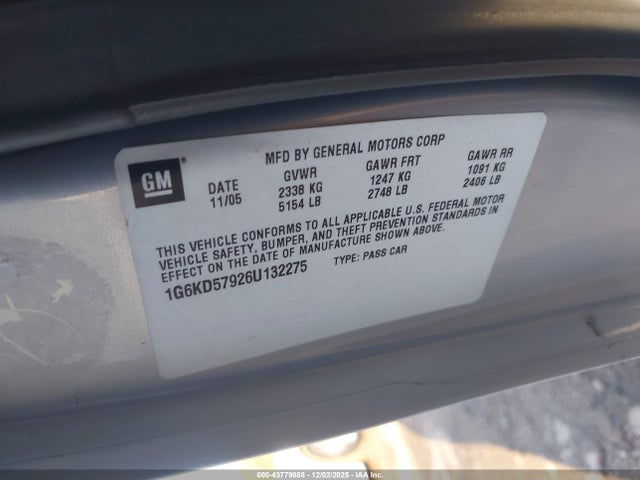 MFD BY GENERAL MOTORS CORP
GM
DATE GVWR GAWR FRT GAWR RR
11/05 2338 KG 1247 KG 1091 KG
5154 LB 2748 LB 2406 LB
THIS VEHICLE CONFORMS TO ALL APPLICABLE U.S. FEDERAL MOTOR
VEHICLE SAFETY, BUMPER, AND THEFT PREVENTION STANDARDS IN
EFFECT ON THE DATE OF MANUFACTURE SHOWN ABOVE.
1G6KD57926U132275 TYPE: PASS CAR
000-43779868 • 12/02/2025 • IAAI.COM